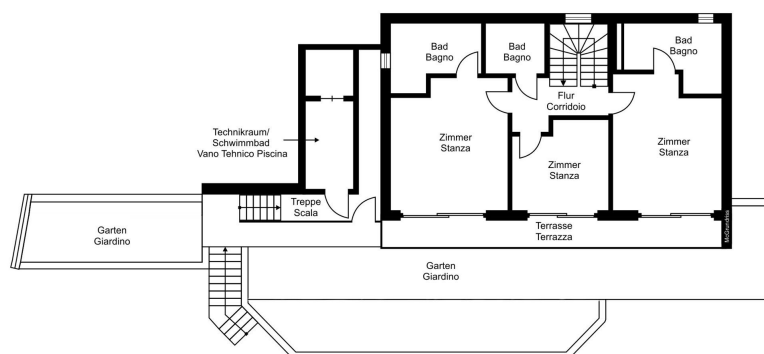 Bad
Bagno
Bad
Bagno
Bad
Bagno
Flur
Corridoio
Technikraum/
Schwimmbad
Vano Tehnico Piscina
Zimmer
Stanza
Zimmer
Stanza
Zimmer
Stanza
Treppe
Scala
Garten
Giardino
Terrasse
Terrazza
McGrundriss
Garten
Giardino